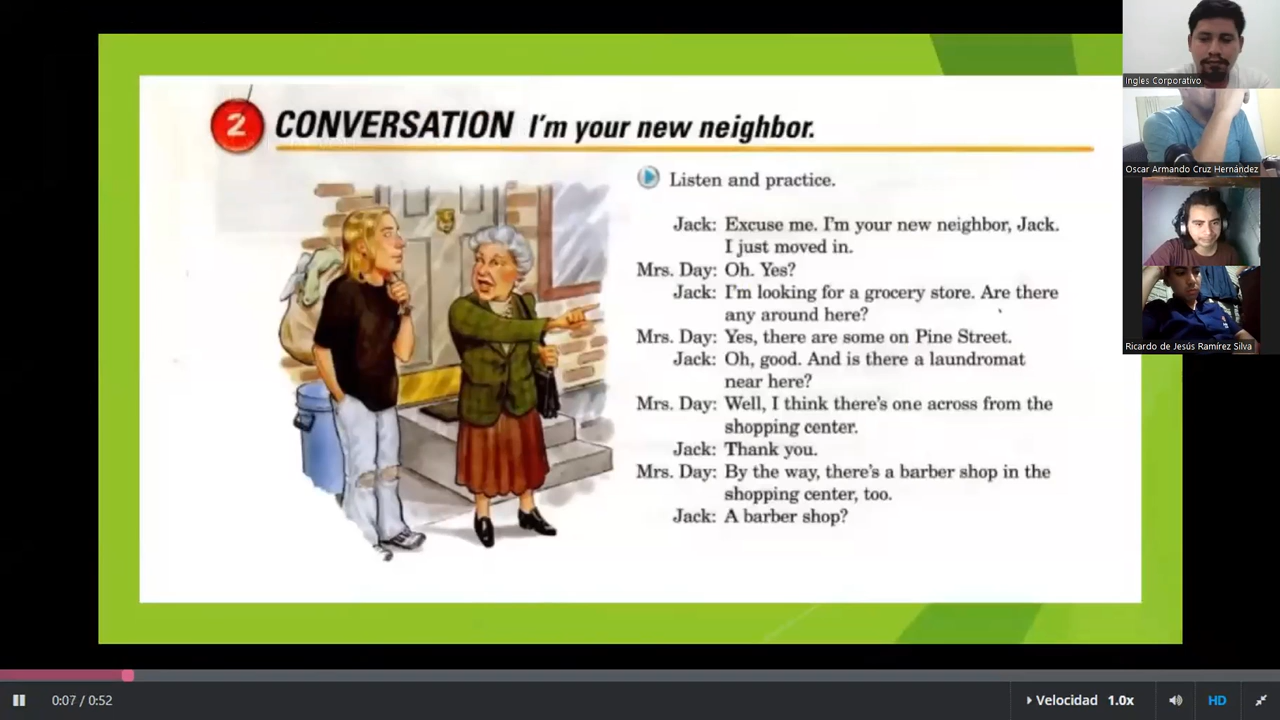 2 CONVERSATION I'm your new neighbor.
Listen and practice.
Jack: Excuse me. I'm your new neighbor, Jack.
I just moved in.
Mrs. Day: Oh. Yes?
Jack: I'm looking for a grocery store. Are there
any around here?
Mrs. Day: Yes, there are some on Pine Street.
Jack: Oh, good. And is there a laundromat
near here?
Mrs. Day: Well, I think there's one across from the
shopping center.
Jack: Thank you.
Mrs. Day: By the way, there's a barber shop in the
shopping center, too.
Jack: A barber shop?
Ingles Corporativo
Oscar Armando Cruz Hernández
Ricardo de Jesús Ramírez Silva
0:07 / 0:52
Velocidad 1.0x
HD